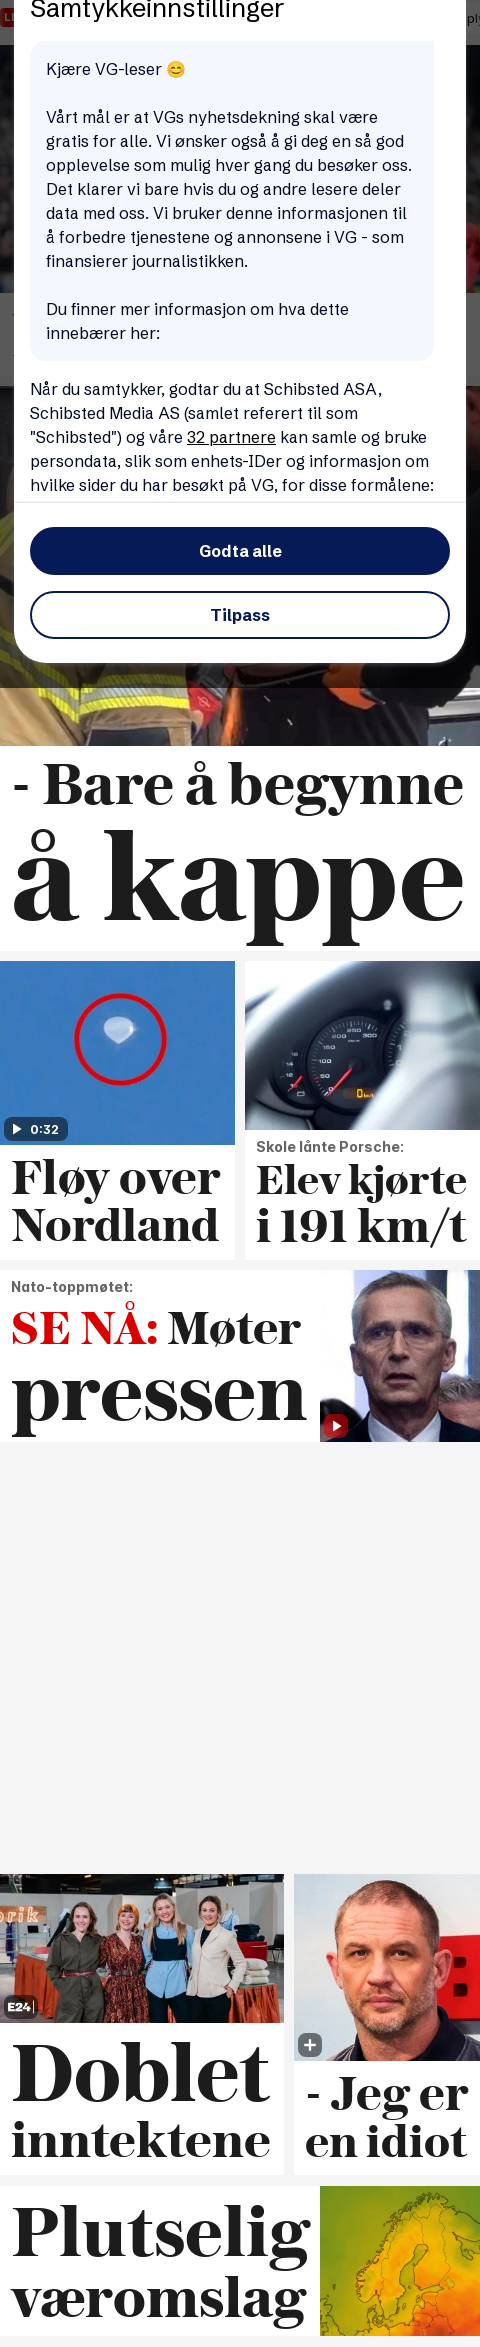 Samtykkeinnstillinger
Kjære VG-leser 😊
Vårt mål er at VGs nyhetsdekning skal være
gratis for alle. Vi ønsker også å gi deg en så god
opplevelse som mulig hver gang du besøker oss.
Det klarer vi bare hvis du og andre lesere deler
data med oss. Vi bruker denne informasjonen til
å forbedre tjenestene og annonsene i VG - som
finansierer journalistikken.
Du finner mer informasjon om hva dette
innebærer her:
Når du samtykker, godtar du at Schibsted ASA,
Schibsted Media AS (samlet referert til som
"Schibsted") og våre 32 partnere kan samle og bruke
persondata, slik som enhets-IDer og informasjon om
hvilke sider du har besøkt på VG, for disse formålene:
Godta alle
Tilpass
- Bare å begynne
å kappe
0:32
Fløy over
Nordland
Skole lånte Porsche:
Elev kjørte
i 191 km/t
Nato-toppmøtet:
SE NÅ: Møter
pressen
E24
Doblet
inntektene
- Jeg er
en idiot
Plutselig
væromslag